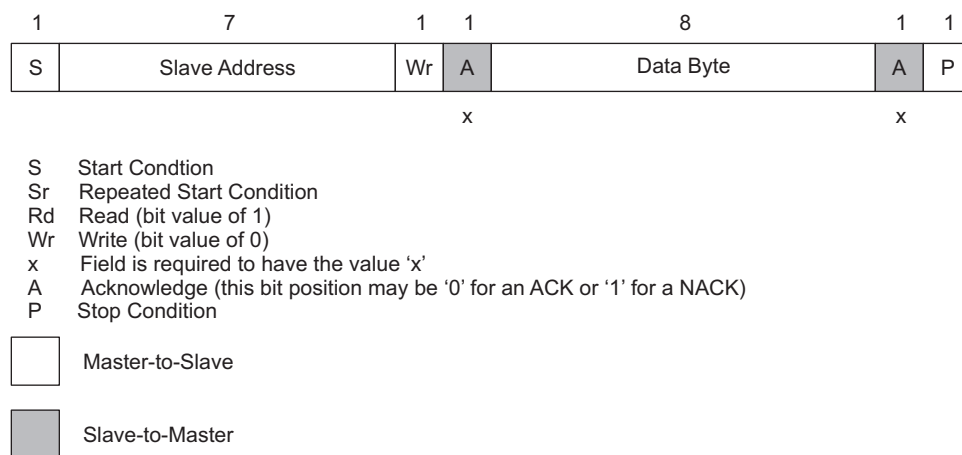 1 7 1 1 8 1 1
S Slave Address Wr A Data Byte A P
x x
S Start Condtion
Sr Repeated Start Condition
Rd Read (bit value of 1)
Wr Write (bit value of 0)
x Field is required to have the value ‘x’
A Acknowledge (this bit position may be ‘0’ for an ACK or ‘1’ for a NACK)
P Stop Condition
Master-to-Slave
Slave-to-Master